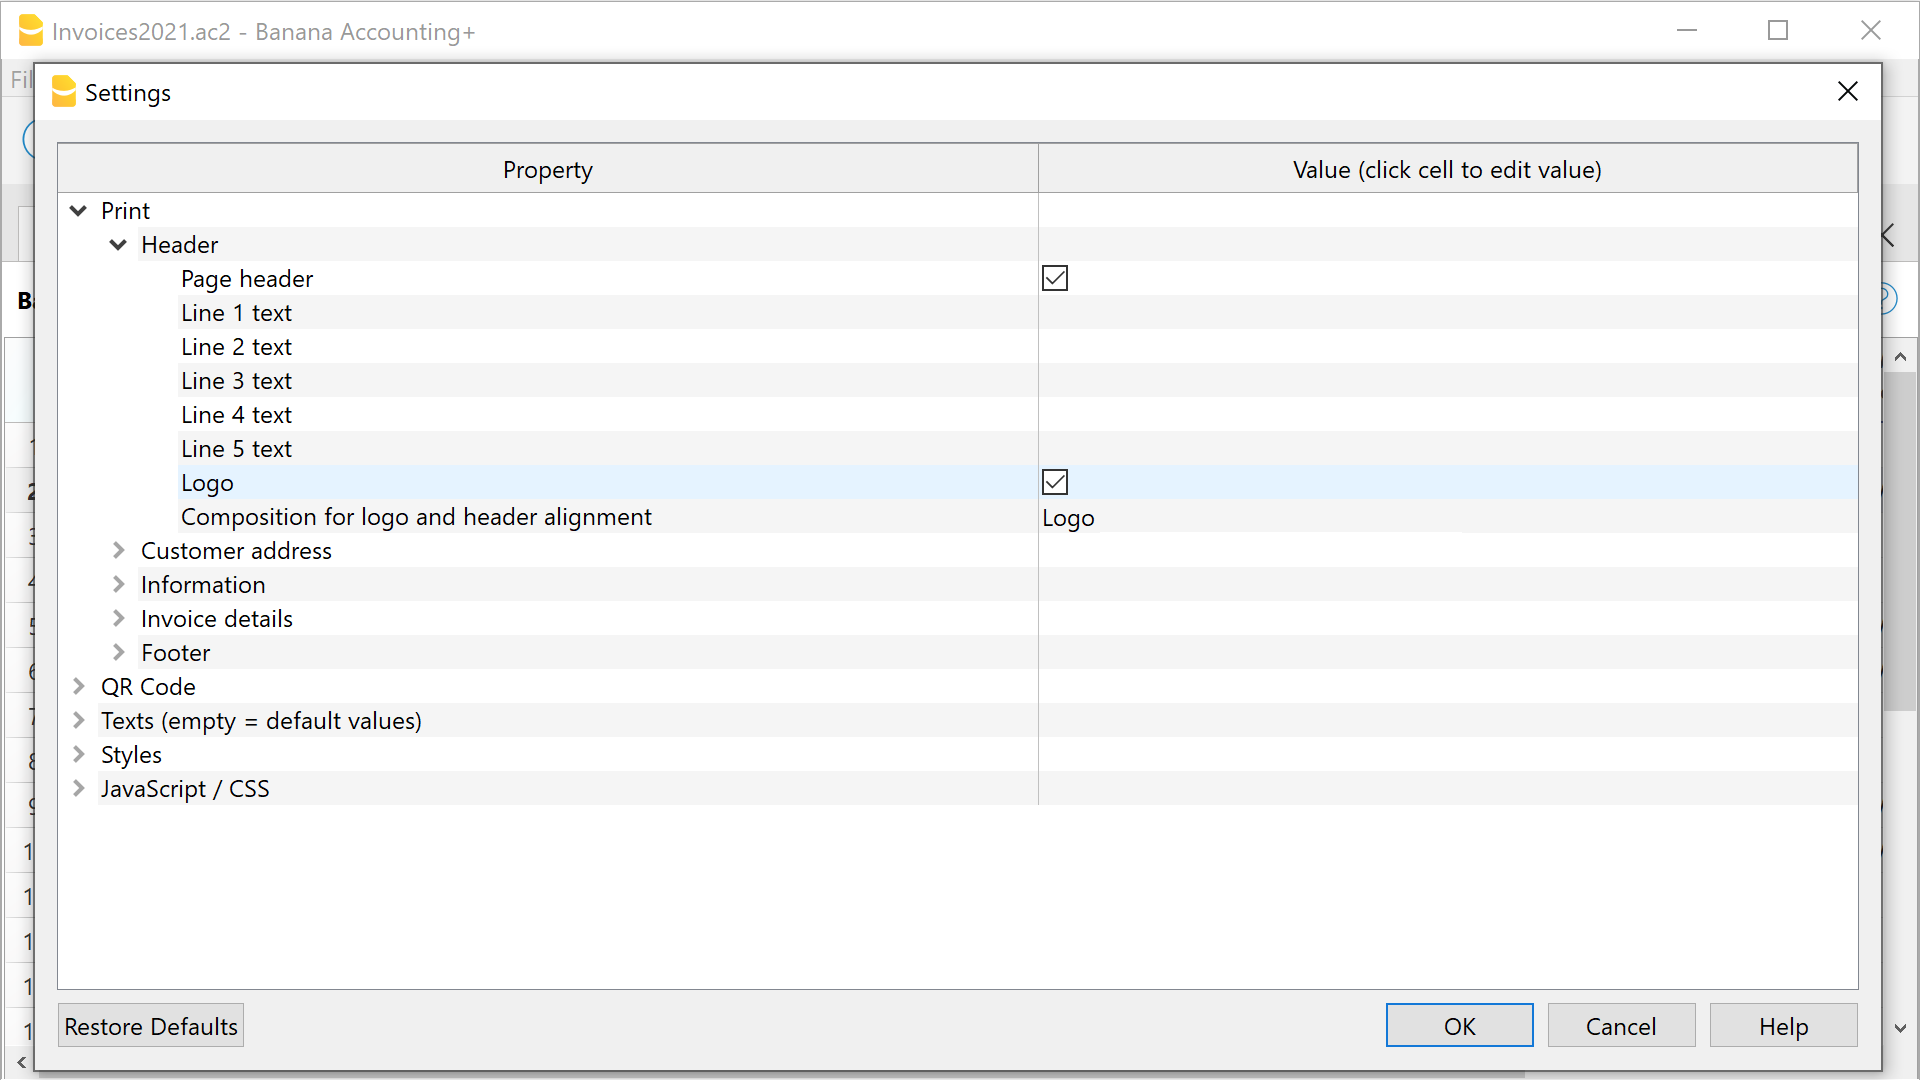 Invoices2021.ac2 - Banana Accounting+
Fil
Settings
Property Value (click cell to edit value)
Print
Header
Page header
Line 1 text
Line 2 text
Line 3 text
Line 4 text
Line 5 text
Logo
Composition for logo and header alignment Logo
Customer address
Information
Invoice details
Footer
QR Code
Texts (empty = default values)
Styles
JavaScript / CSS
Restore Defaults OK Cancel Help